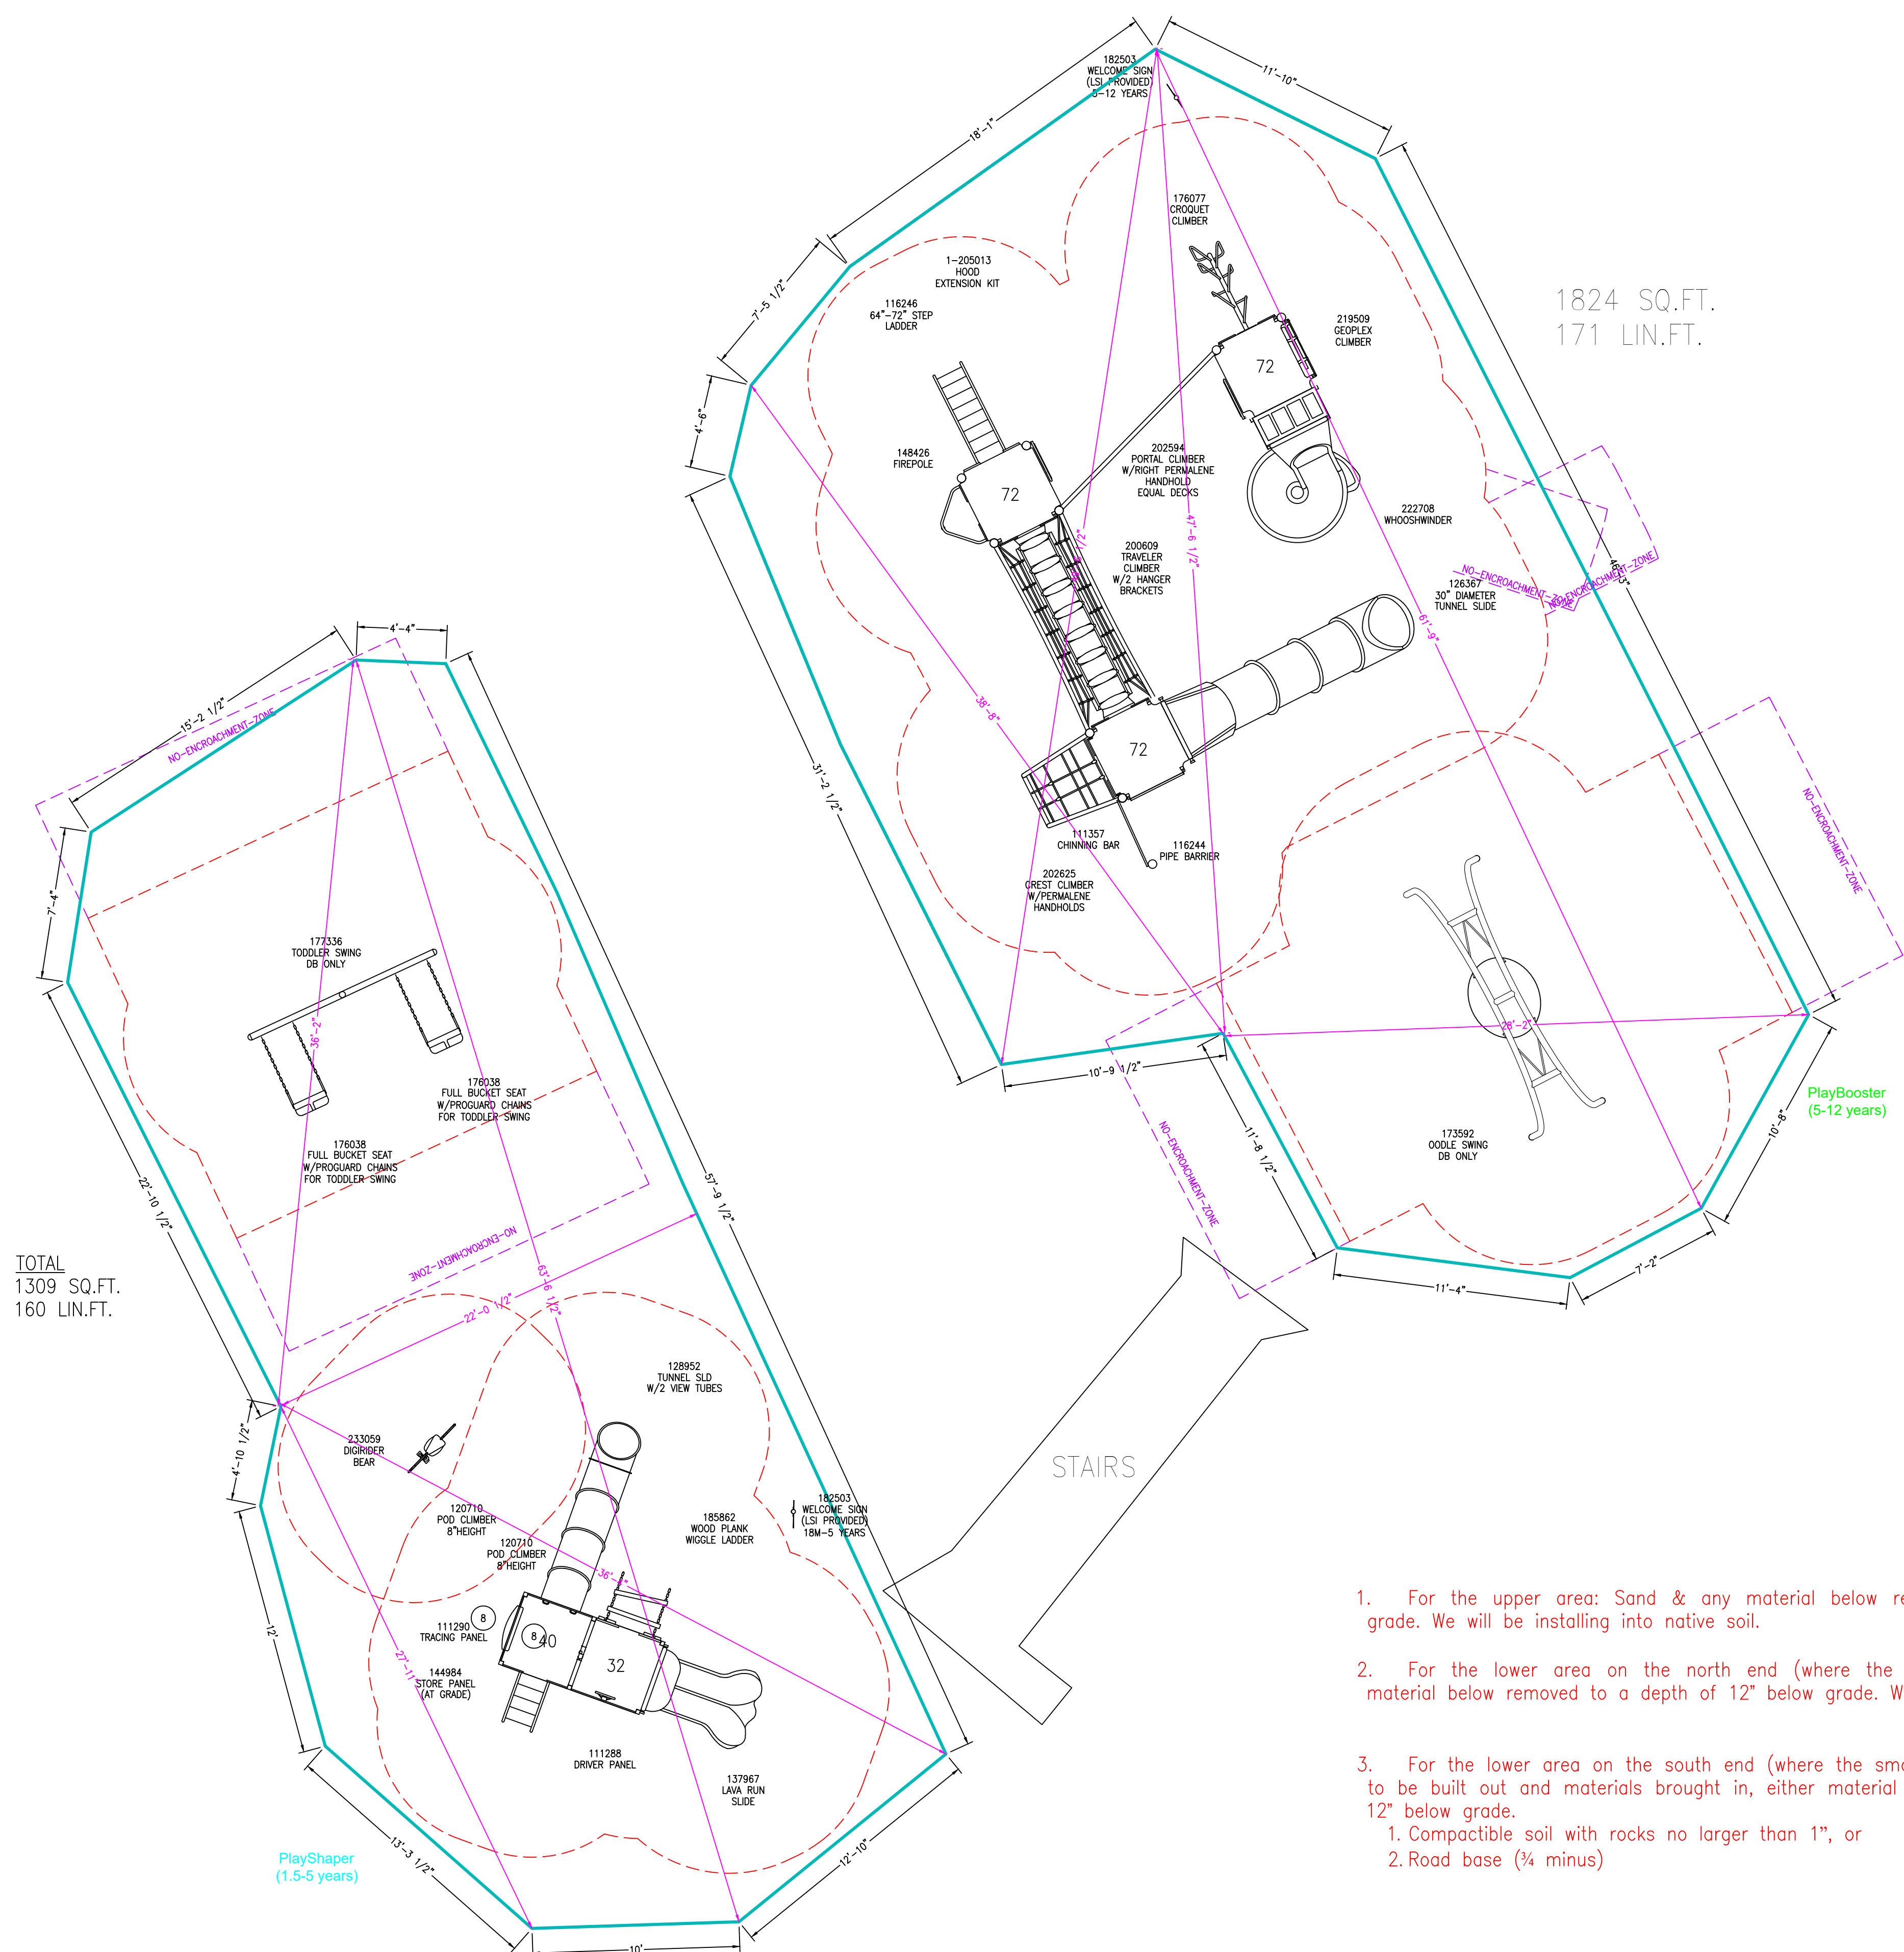 182503
WELCOME SIGN
(LSI PROVIDED)
5-12 YEARS
11'-10"
18'-1"
176077
CROQUET
CLIMBER
1-205013
HOOD
EXTENSION KIT
7'-5 1/2"
116246
64"-72" STEP
LADDER
219509
GEOPLEX
CLIMBER
1824 SQ.FT.
171 LIN.FT.
72
4'-6"
148426
FIREPOLE
72
202594
PORTAL CLIMBER
W/RIGHT PERMALENE
HANDHOLD
EQUAL DECKS
222708
WHOOSHWINDER
47'-6 1/2"
1/2"
200609
TRAVELER
CLIMBER
W/2 HANGER
BRACKETS
NO-ENCROACHMENT-ZONE
NO-ENCROACHMENT-ZONE
126367
30" DIAMETER
TUNNEL SLIDE
61'-9"
4'-4"
38'-8"
15'-2 1/2"
NO-ENCROACHMENT-ZONE
72
31'-2 1/2"
111357
CHINNING BAR
116244
PIPE BARRIER
NO-ENCROACHMENT-ZONE
202625
CREST CLIMBER
W/PERMALENE
HANDHOLDS
7'-4"
177336
TODDLER SWING
DB ONLY
36'-2"
28'-2"
10'-9 1/2"
176038
FULL BUCKET SEAT
W/PROGUARD CHAINS
FOR TODDLER SWING
PlayBooster
(5-12 years)
10'-8"
11'-8 1/2"
173592
OODLE SWING
DB ONLY
176038
FULL BUCKET SEAT
W/PROGUARD CHAINS
FOR TODDLER SWING
NO-ENCROACHMENT-ZONE
22'-10 1/2"
57'-9 1/2"
NO-ENCROACHMENT-ZONE
TOTAL
1309 SQ.FT.
160 LIN.FT.
63'-6 1/2"
22'-0 1/2"
11'-4"
7'-2"
128952
TUNNEL SLD
W/2 VIEW TUBES
233059
DIGIRIDER
BEAR
4'-10 1/2"
STAIRS
120710
POD CLIMBER
8"HEIGHT
120710
POD CLIMBER
8"HEIGHT
185862
WOOD PLANK
WIGGLE LADDER
182503
WELCOME SIGN
(LSI PROVIDED)
18M-5 YEARS
12'
8
8
40
32
111290
TRACING PANEL
144984
STORE PANEL
(AT GRADE)
111288
DRIVER PANEL
137967
LAVA RUN
SLIDE
PlayShaper
(1.5-5 years)
13'-3 1/2"
12'-10"
10'
1. For the upper area: Sand & any material below
grade. We will be installing into native soil.
2. For the lower area on the north end (where the
material below removed to a depth of 12" below grade.
3. For the lower area on the south end (where the
to be built out and materials brought in, either material
12" below grade.
1. Compactible soil with rocks no larger than 1", or
2. Road base (¾ minus)